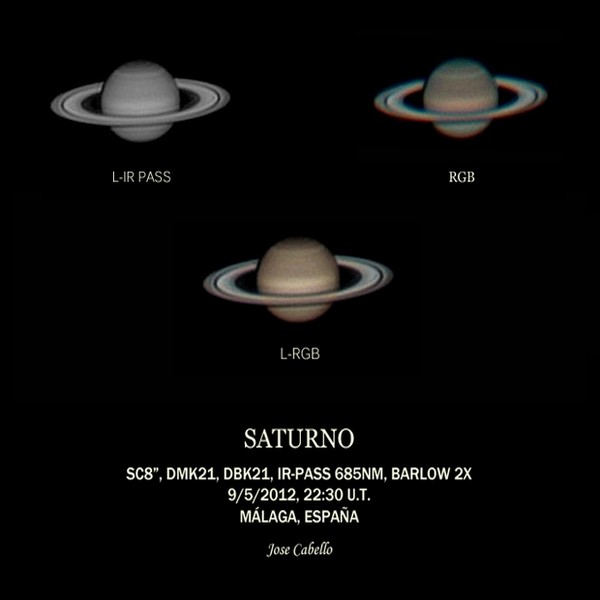 L-IR PASS
RGB
L-RGB
SATURNO
SC8”, DMK21, DBK21, IR-PASS 685NM, BARLOW 2X
9/5/2012, 22:30 U.T.
MÁLAGA, ESPAÑA
Jose Cabello